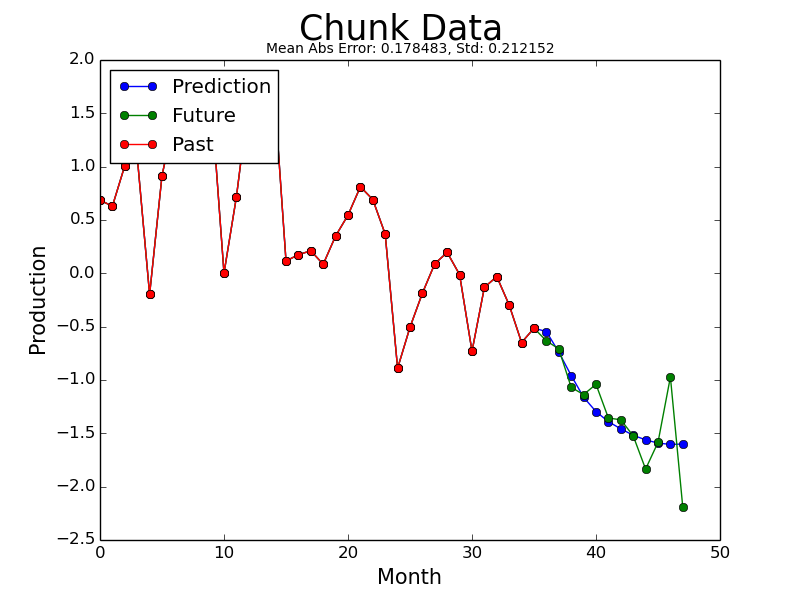 Chunk Data
Mean Abs Error: 0.178483, Std: 0.212152
2.0
Prediction
Future
Past
1.5
1.0
0.5
0.0
−0.5
−1.0
−1.5
−2.0
−2.5
Production
0 10 20 30 40 50
Month